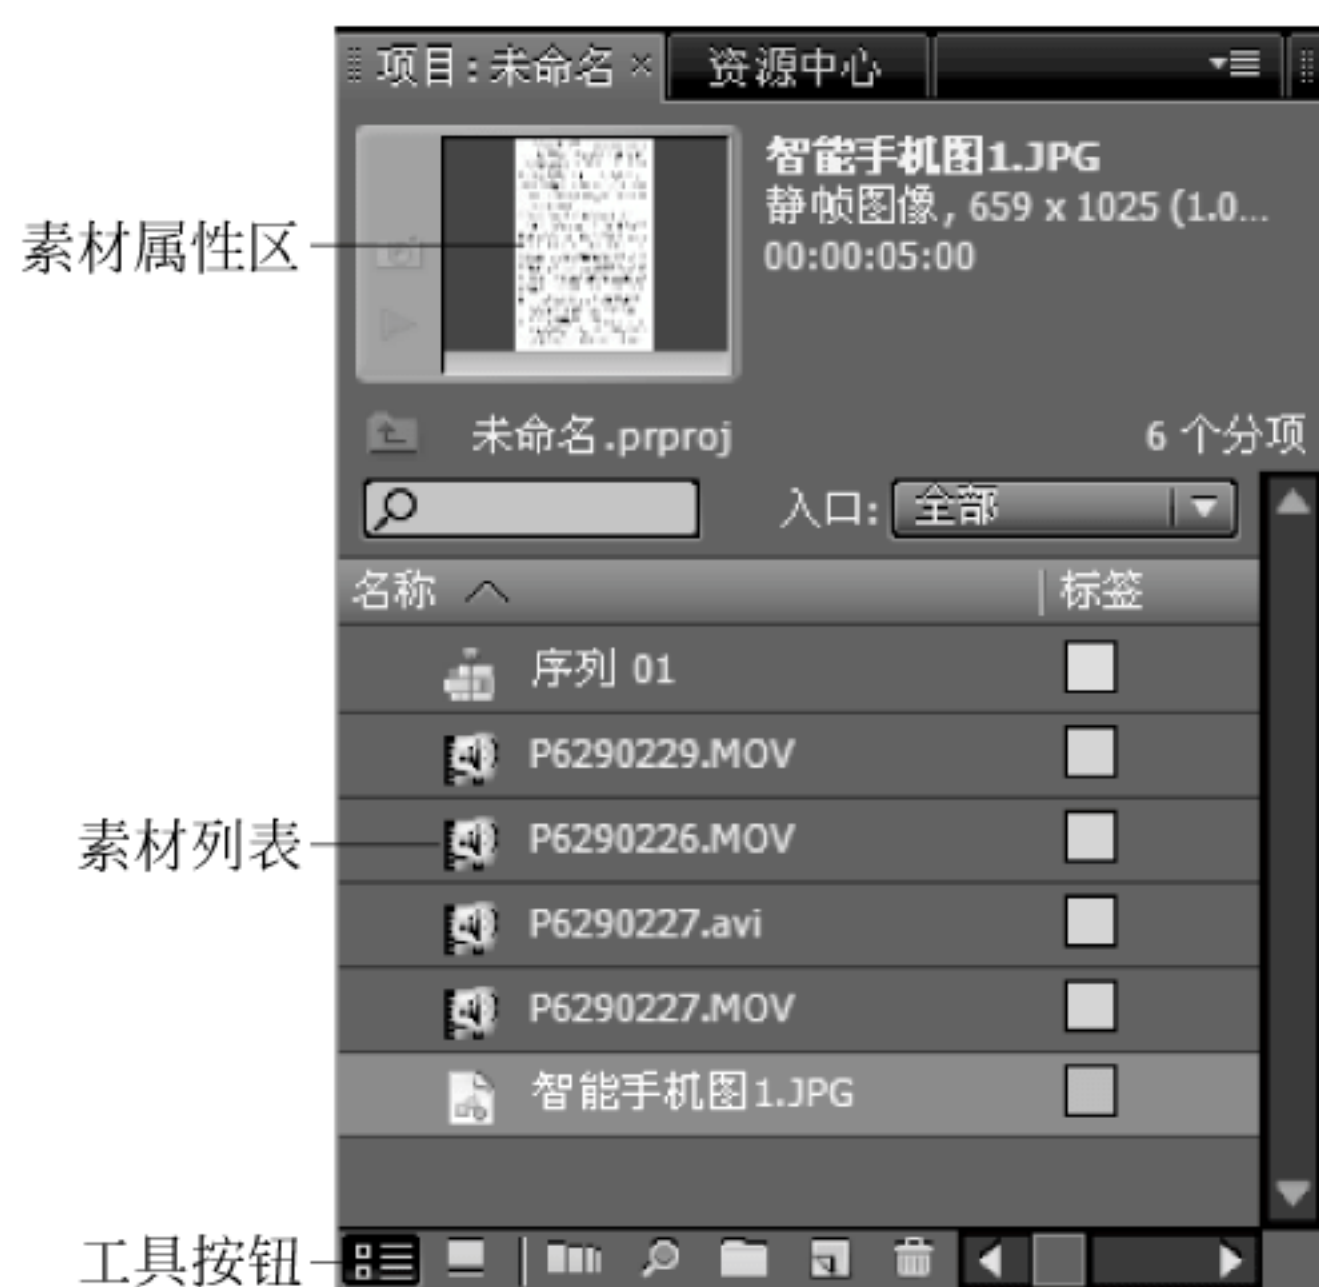 项目:未命名 × 资源中心
智能手机图1.JPG
静帧图像, 659 x 1025 (1.0...
00:00:05:00
素材属性区
未命名.prproj 6 个分项
入口: 全部
名称 标签
序列 01
P6290229.MOV
P6290226.MOV
素材列表
P6290227.avi
P6290227.MOV
智能手机图1.JPG
工具按钮